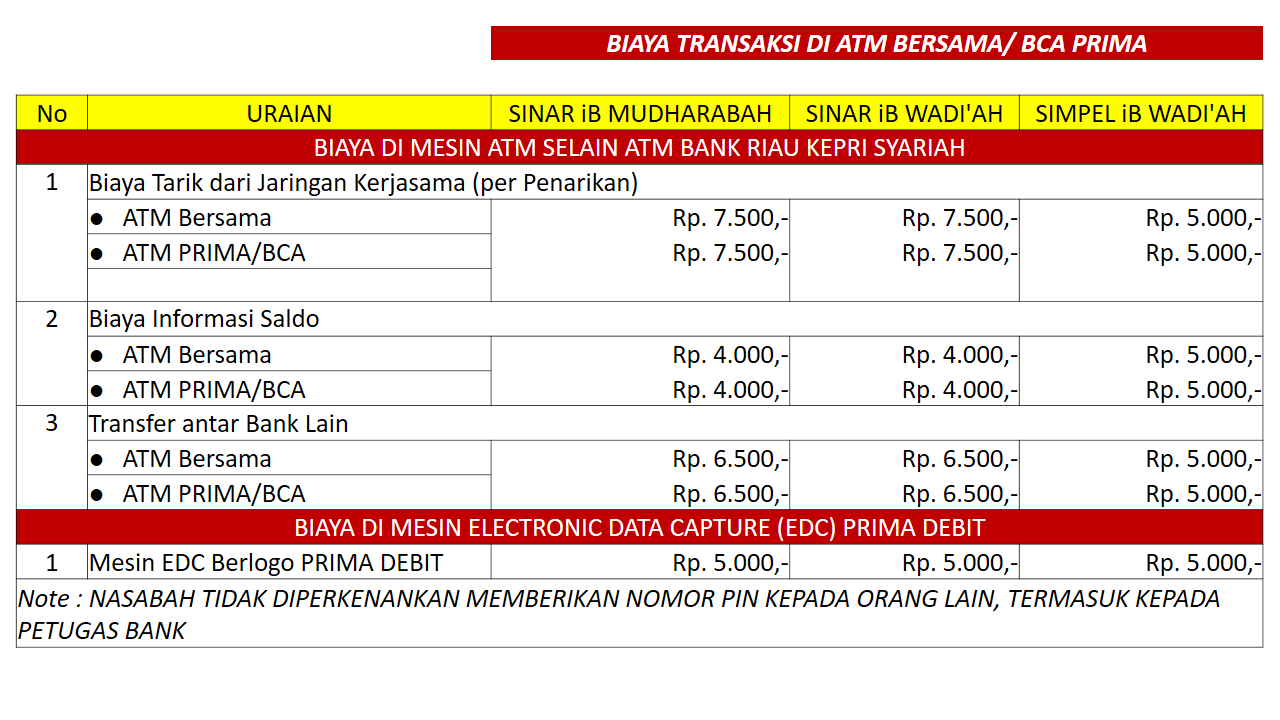 BIAYA TRANSAKSI DI ATM BERSAMA/ BCA PRIMA
No URAIAN SINAR iB MUDHARABAH SINAR iB WADI'AH SIMPEL iB WADI'AH
BIAYA DI MESIN ATM SELAIN ATM BANK RIAU KEPRI SYARIAH
1 Biaya Tarik dari Jaringan Kerjasama (per Penarikan)
● ATM Bersama Rp. 7.500,- Rp. 7.500,- Rp. 5.000,-
● ATM PRIMA/BCA Rp. 7.500,- Rp. 7.500,- Rp. 5.000,-
2 Biaya Informasi Saldo
● ATM Bersama Rp. 4.000,- Rp. 4.000,- Rp. 5.000,-
● ATM PRIMA/BCA Rp. 4.000,- Rp. 4.000,- Rp. 5.000,-
3 Transfer antar Bank Lain
● ATM Bersama Rp. 6.500,- Rp. 6.500,- Rp. 5.000,-
● ATM PRIMA/BCA Rp. 6.500,- Rp. 6.500,- Rp. 5.000,-
BIAYA DI MESIN ELECTRONIC DATA CAPTURE (EDC) PRIMA DEBIT
1 Mesin EDC Berlogo PRIMA DEBIT Rp. 5.000,- Rp. 5.000,- Rp. 5.000,-
Note : NASABAH TIDAK DIPERKENANKAN MEMBERIKAN NOMOR PIN KEPADA ORANG LAIN, TERMASUK KEPADA
PETUGAS BANK